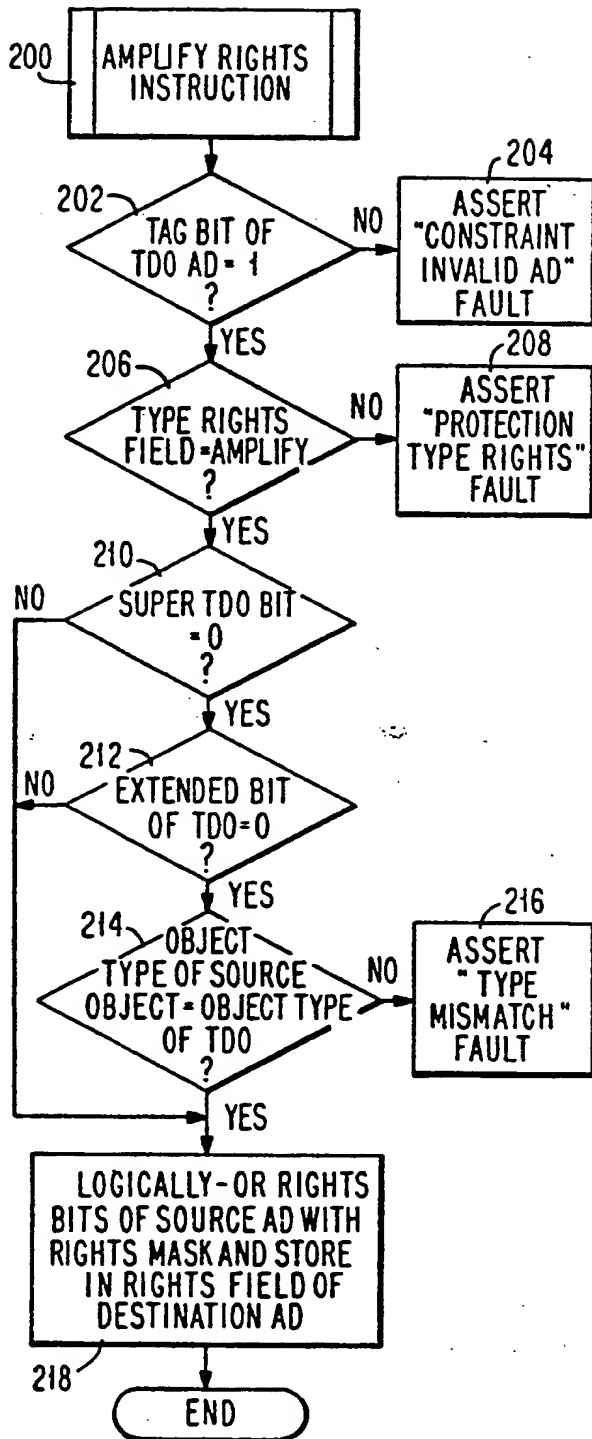 200
AMPLIFY RIGHTS
INSTRUCTION
202
TAG BIT OF
TDO AD = 1
?
NO
204
ASSERT
"CONSTRAINT
INVALID AD"
FAULT
YES
206
TYPE RIGHTS
FIELD = AMPLIFY
?
NO
208
ASSERT
"PROTECTION
TYPE RIGHTS"
FAULT
YES
210
NO
SUPER TDO BIT
= 0
?
YES
212
NO
EXTENDED BIT
OF TDO = 0
?
YES
214
OBJECT
TYPE OF SOURCE
OBJECT = OBJECT TYPE
OF TDO
?
NO
216
ASSERT
"TYPE
MISMATCH"
FAULT
YES
LOGICALLY-OR RIGHTS
BITS OF SOURCE AD WITH
RIGHTS MASK AND STORE
IN RIGHTS FIELD OF
DESTINATION AD
218
END